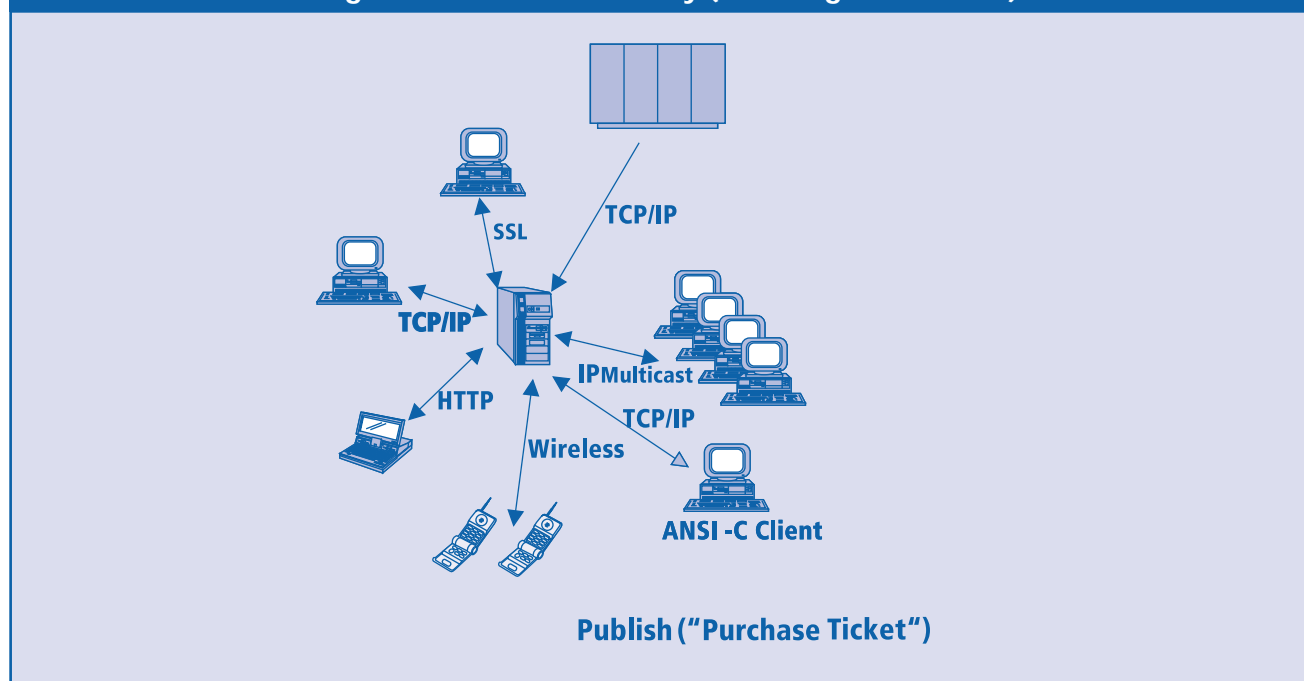 TCP/IP
SSL
TCP/IP
IPMulticast
HTTP
TCP/IP
Wireless
ANSI -C Client
Publish ("Purchase Ticket")